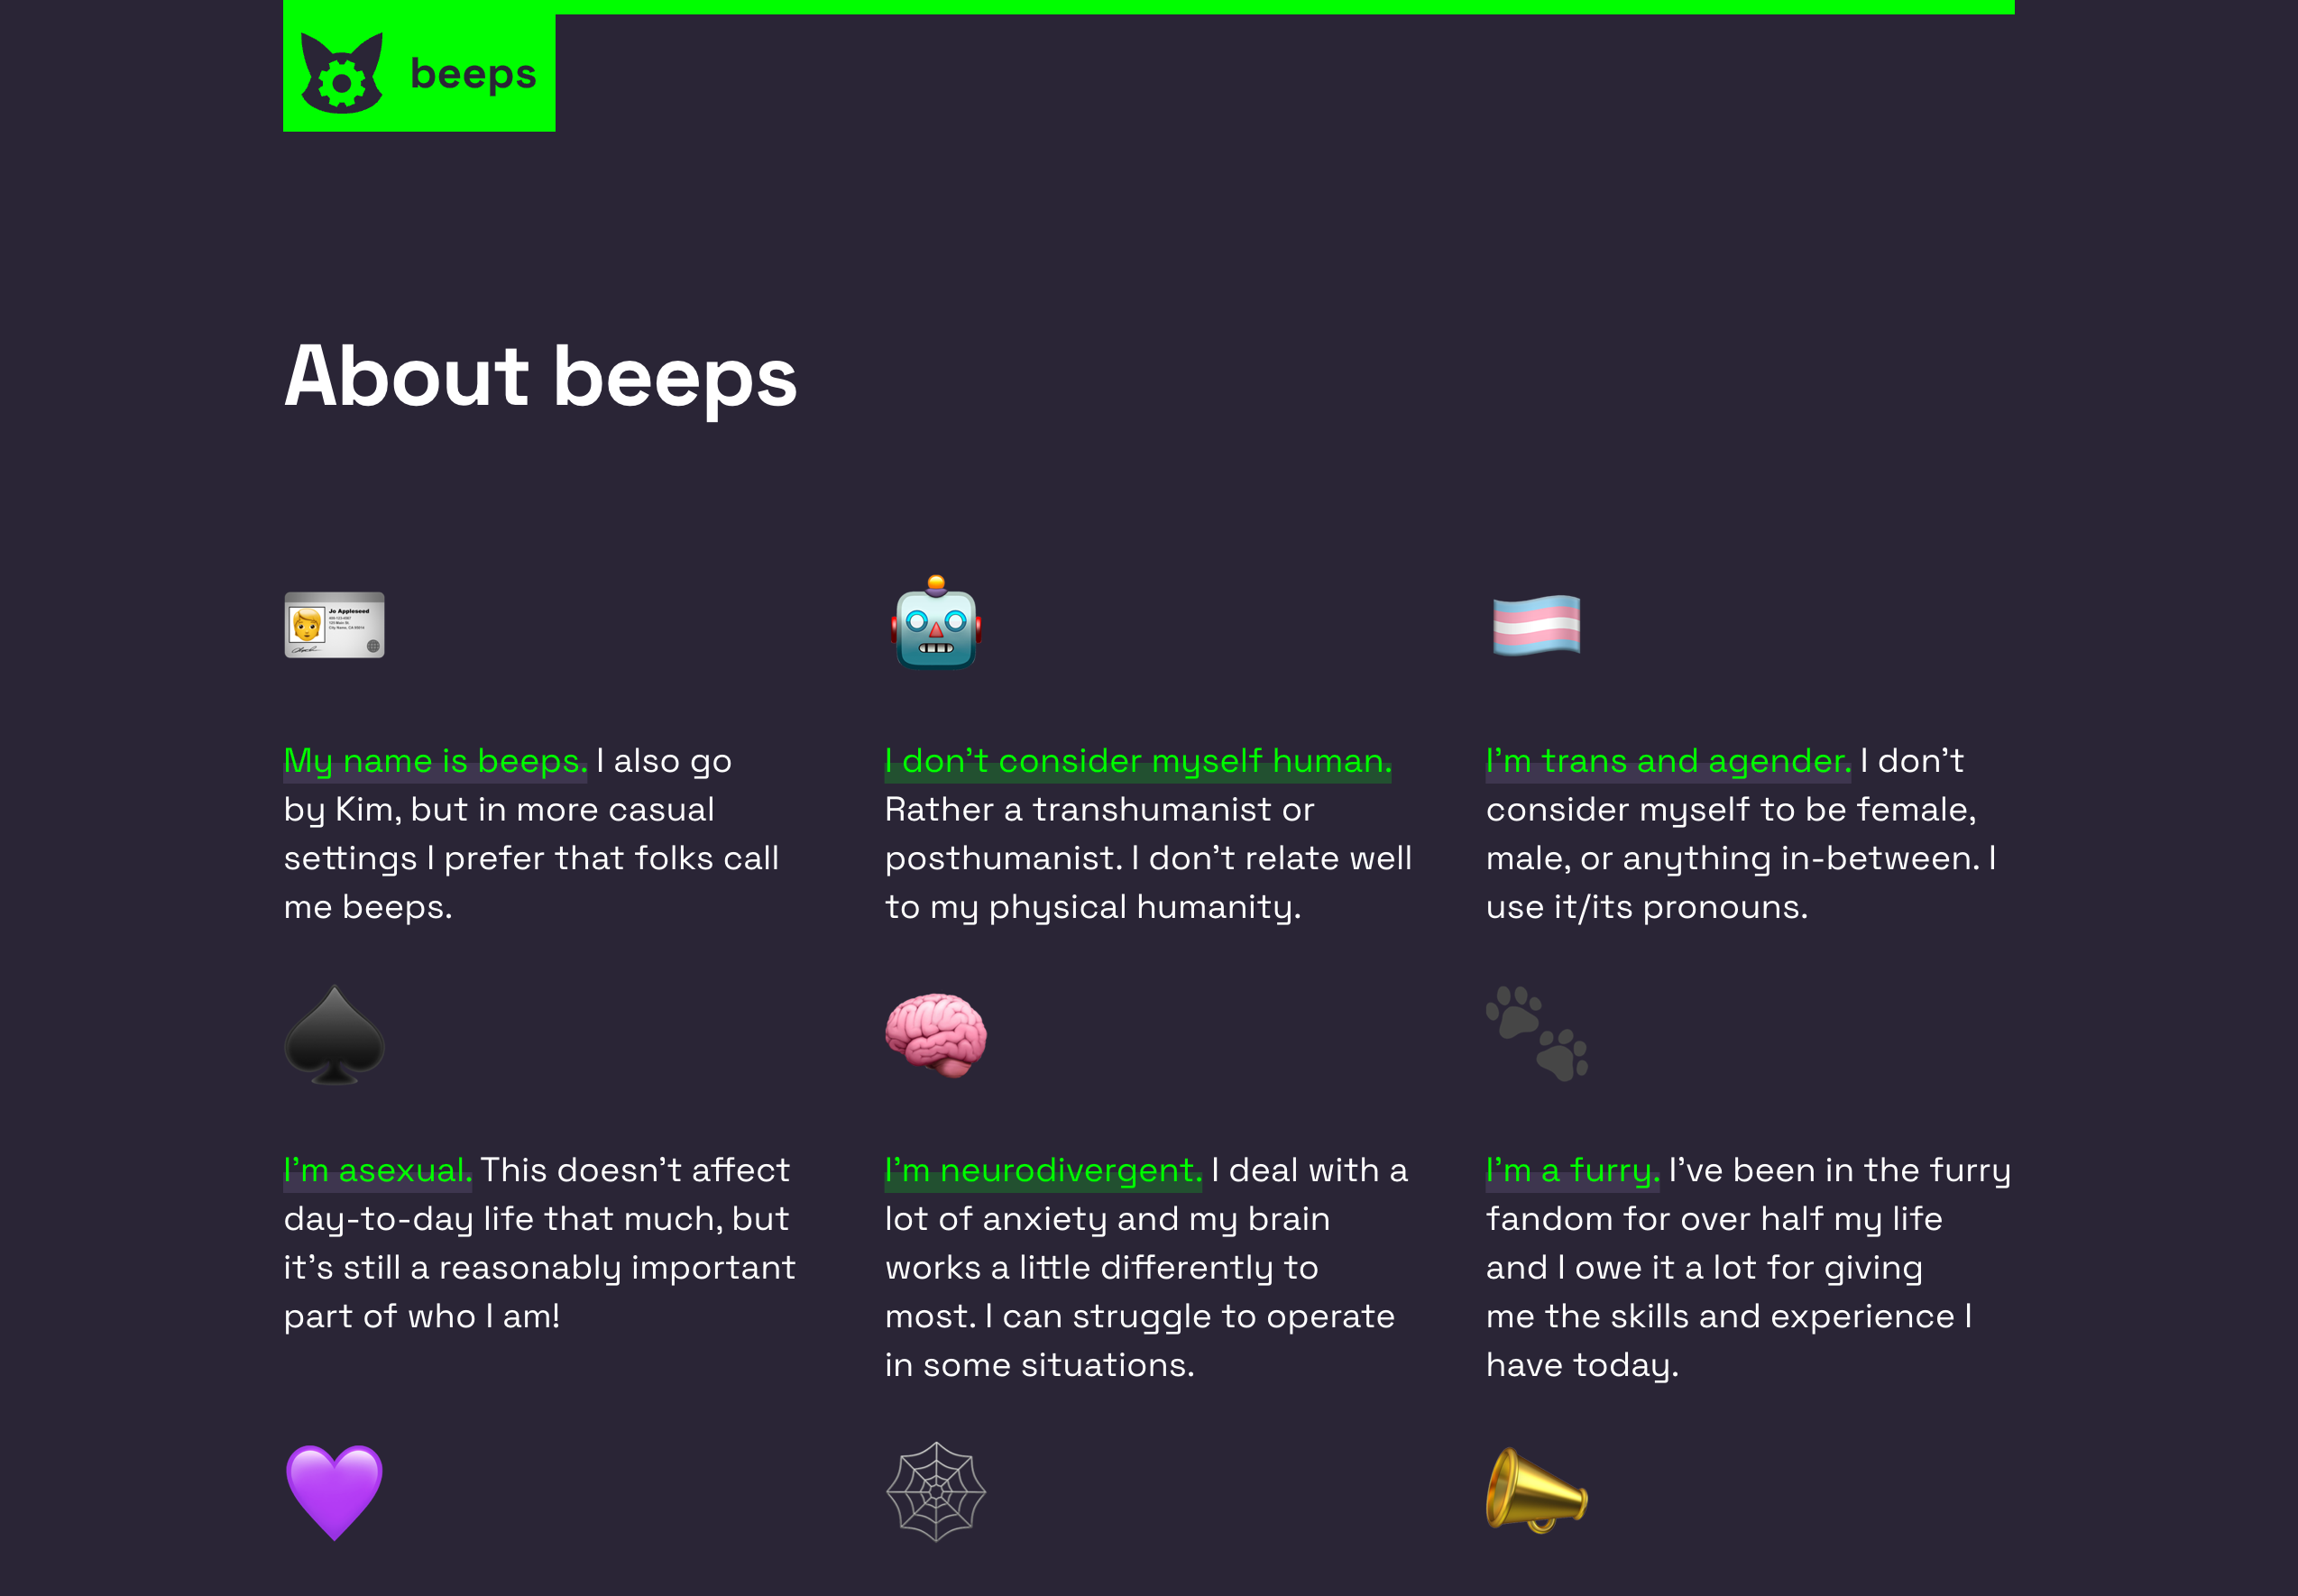 beeps
About beeps
Jo Appleseed
My name is beeps. I also go
by Kim, but in more casual
settings I prefer that folks call
me beeps.
I don’t consider myself human.
Rather a transhumanist or
posthumanist. I don’t relate well
to my physical humanity.
I’m trans and agender. I don’t
consider myself to be female,
male, or anything in-between. I
use it/its pronouns.
I’m asexual. This doesn’t affect
day-to-day life that much, but
it’s still a reasonably important
part of who I am!
I’m neurodivergent. I deal with a
lot of anxiety and my brain
works a little differently to
most. I can struggle to operate
in some situations.
I’m a furry. I’ve been in the furry
fandom for over half my life
and I owe it a lot for giving
me the skills and experience I
have today.